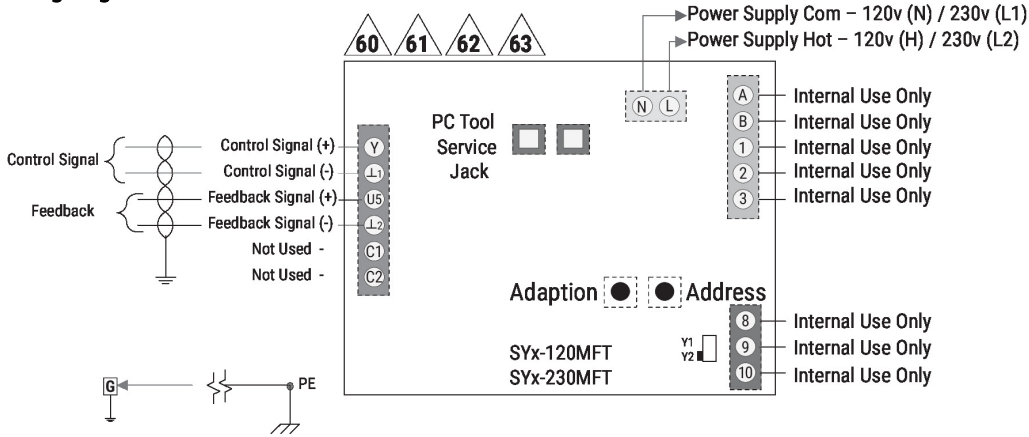 Power Supply Com – 120v (N) / 230v (L1)
Power Supply Hot – 120v (H) / 230v (L2)
60 61 62 63
N L
A Internal Use Only
B Internal Use Only
1 Internal Use Only
2 Internal Use Only
3 Internal Use Only
PC Tool
Service
Jack
Control Signal
Feedback
Control Signal (+) Y
Control Signal (-) ⊥1
Feedback Signal (+) U5
Feedback Signal (-) ⊥2
Not Used - C1
Not Used - C2
Adaption Address
8 Internal Use Only
9 Internal Use Only
10 Internal Use Only
Y1
Y2
SYx-120MFT
SYx-230MFT
G PE